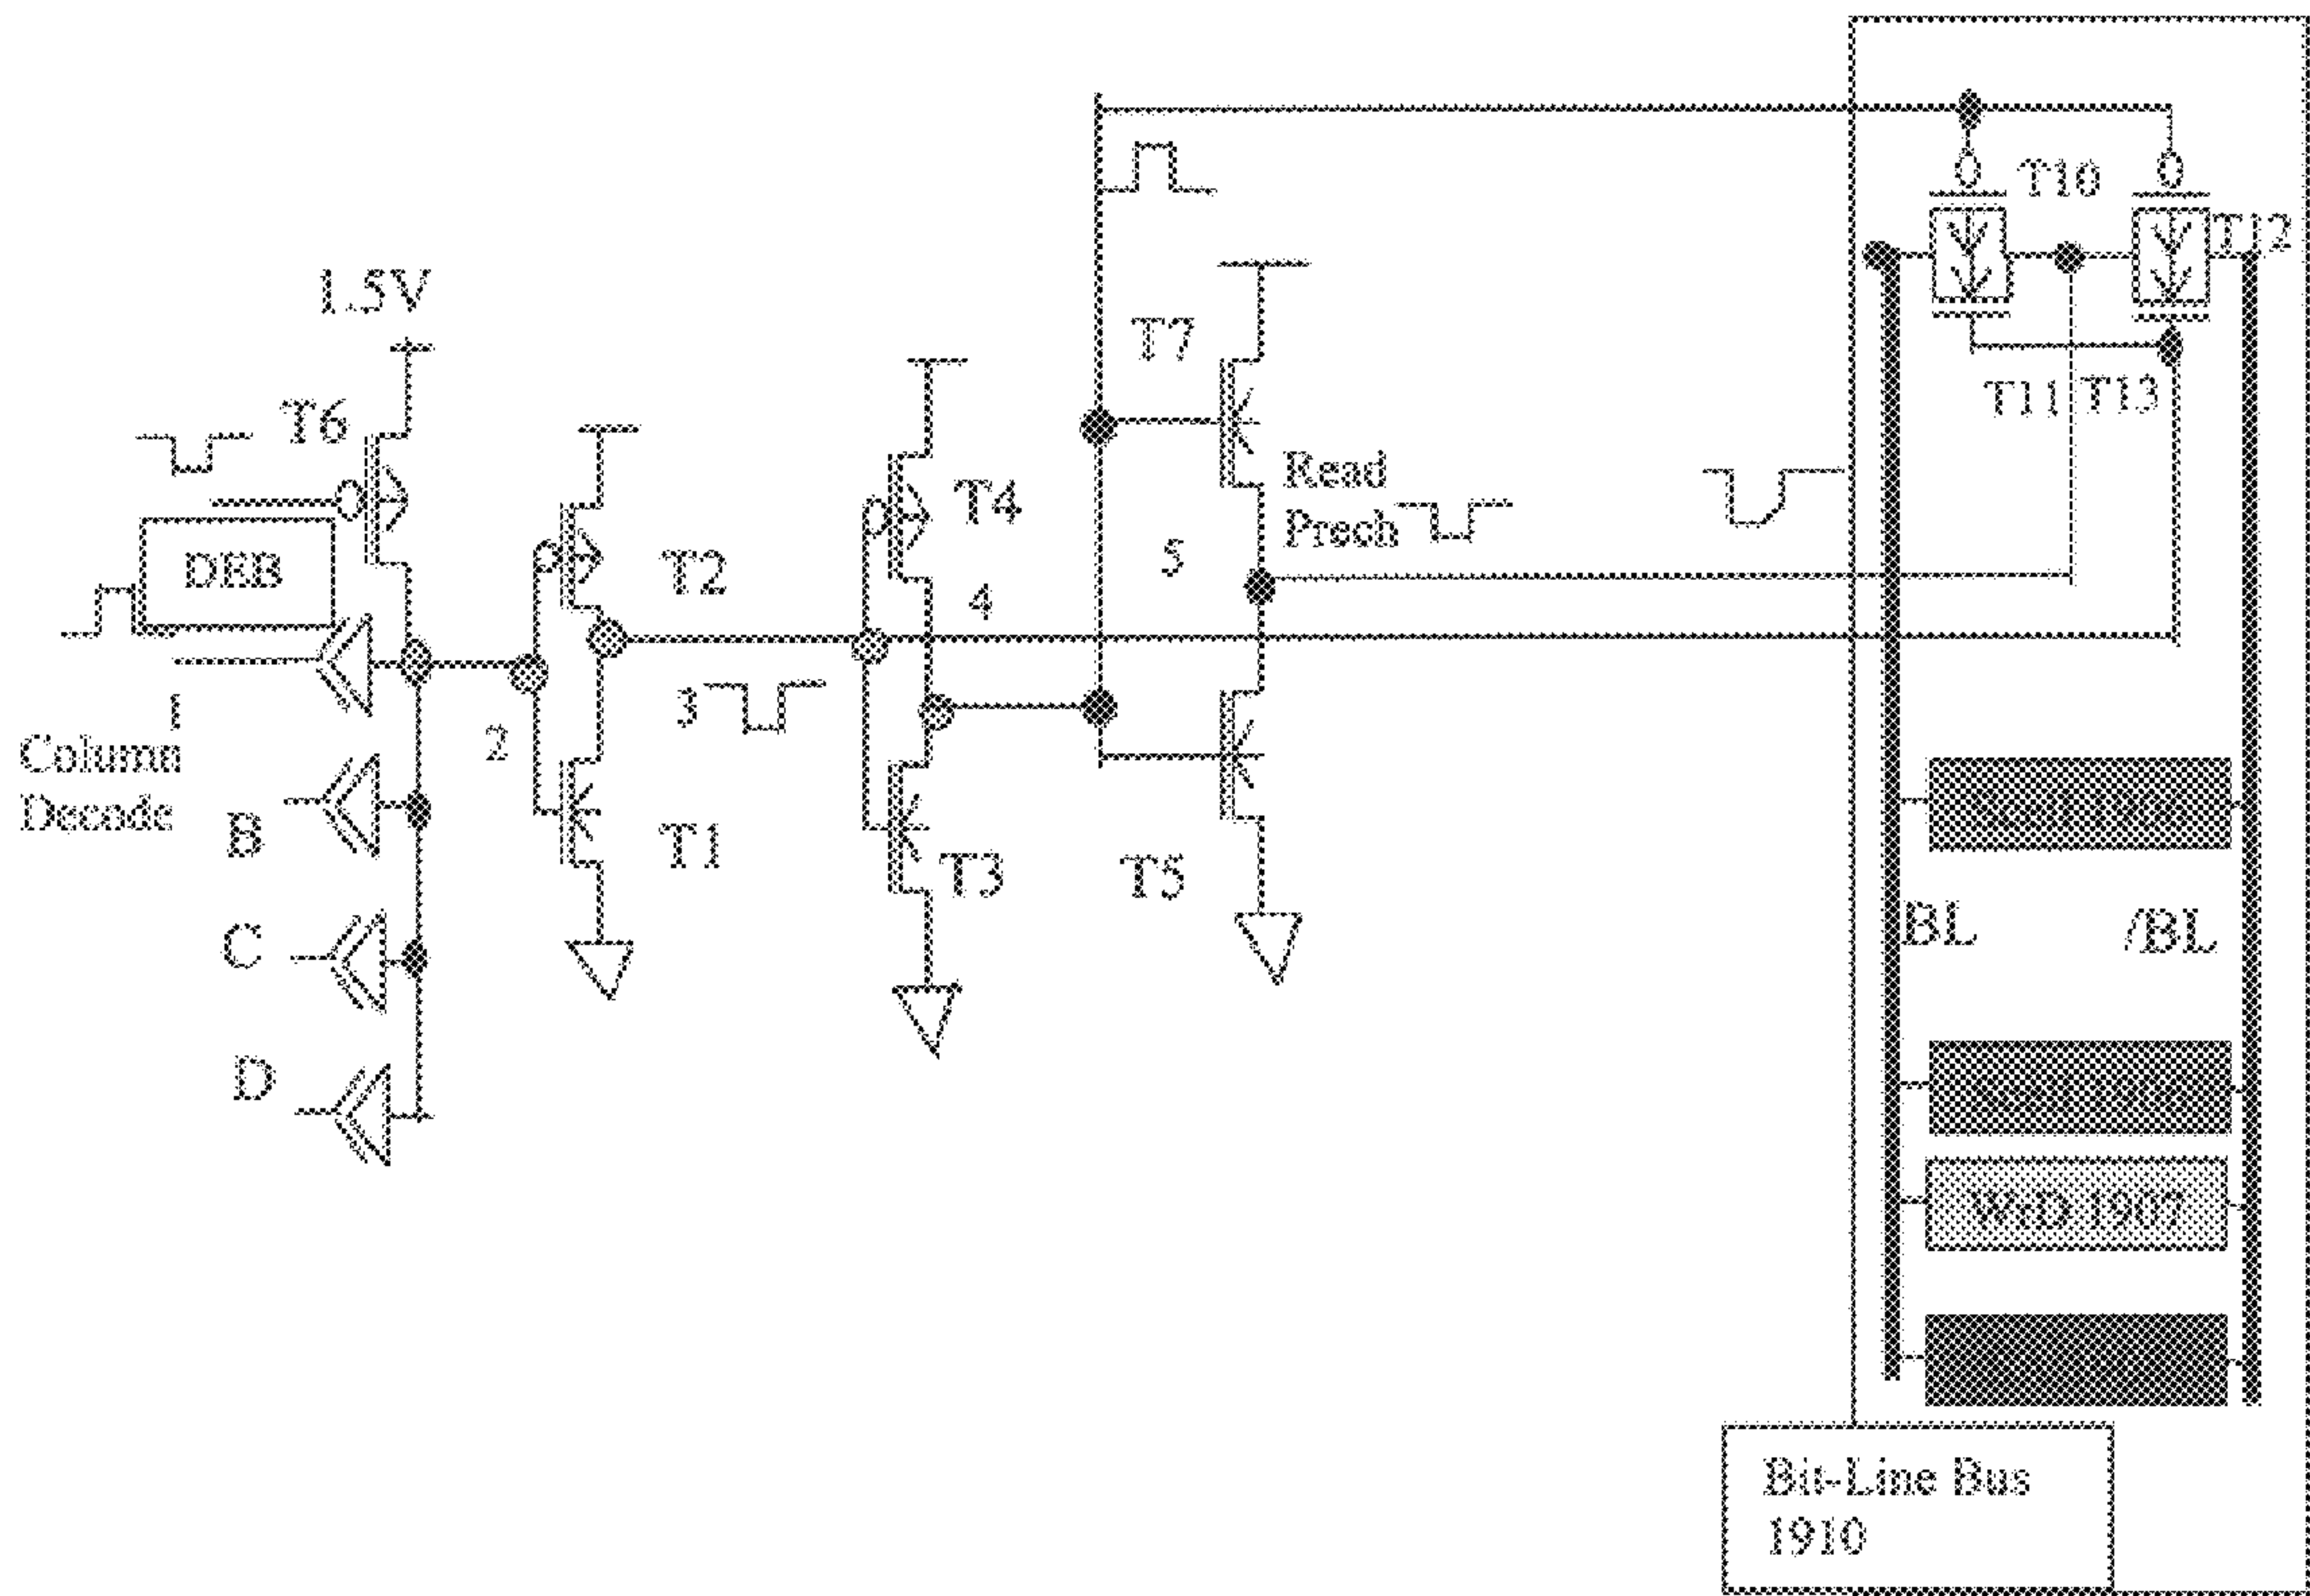 T10
T12
1.5V
T7
T11
T13
T6
Read
Prech
T4
5
DEB
T2
4
3
2
Column
Decode
B
T1
T3
T5
BL
/BL
C
D
W-D 1907
Bit-Line Bus
1910